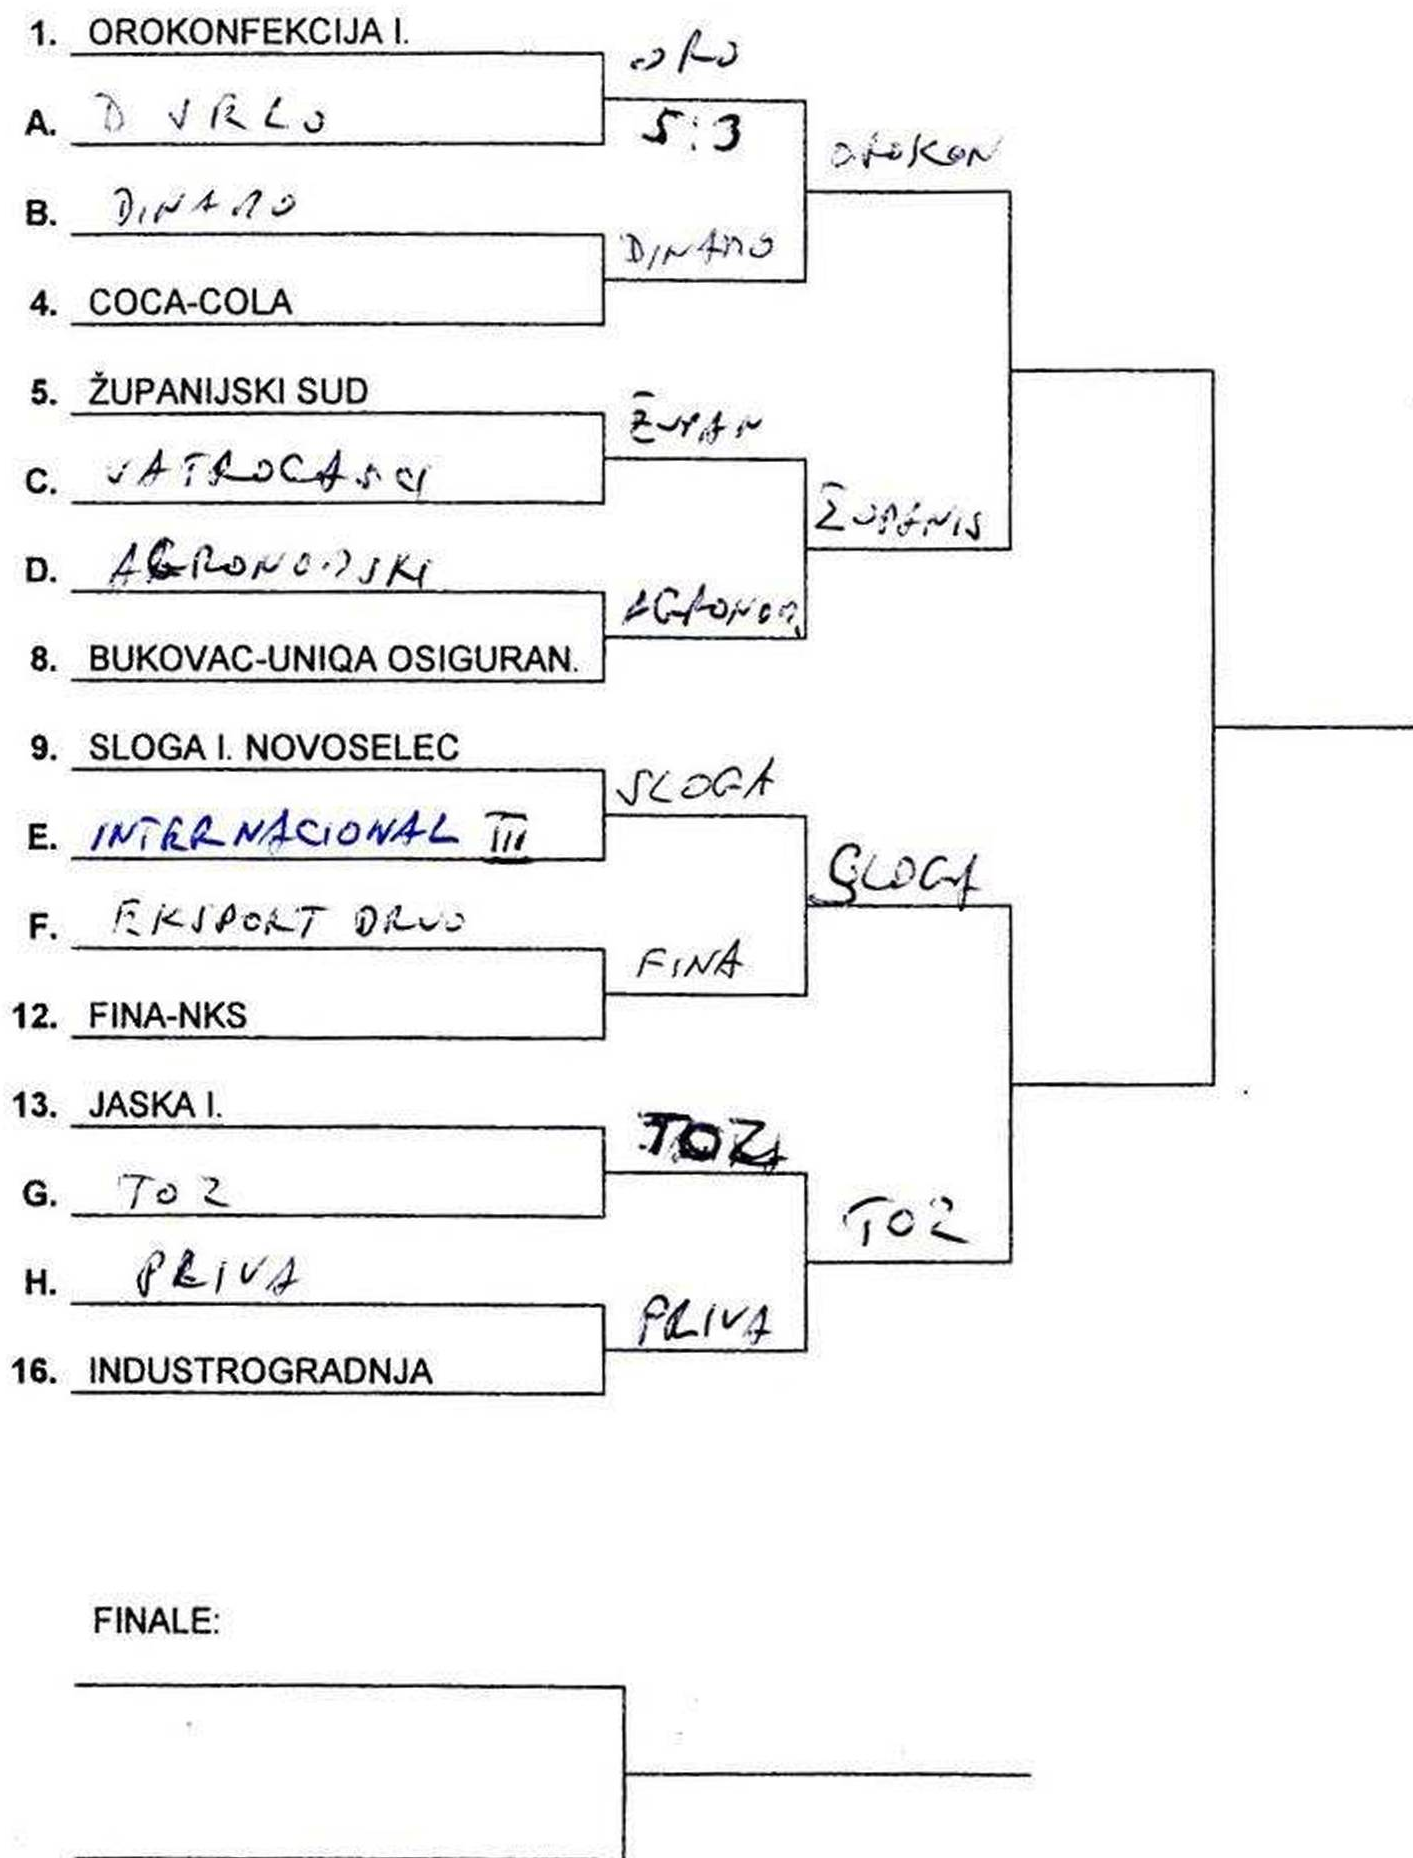 1. OROKONFEKCIJA I.
A. D VRLO
B. DINAMO
4. COCA-COLA
5. ŽUPANIJSKI SUD
C. VATROGASCI
D. AGRONOMSKI
8. BUKOVAC-UNIQA OSIGURAN.
9. SLOGA I. NOVOSELEC
E. INTERNACIONAL III
F. EKSPORT DRVO
12. FINA-NKS
13. JASKA I.
G. TOZ
H. PRIVA
16. INDUSTROGRADNJA
ORO
5:3
DINAMO
ŽUPAN
AGRONOM
SLOGA
FINA
TOZ
PRIVA
OROKON
ŽUPANIS
SLOGA
TOZ
FINALE: